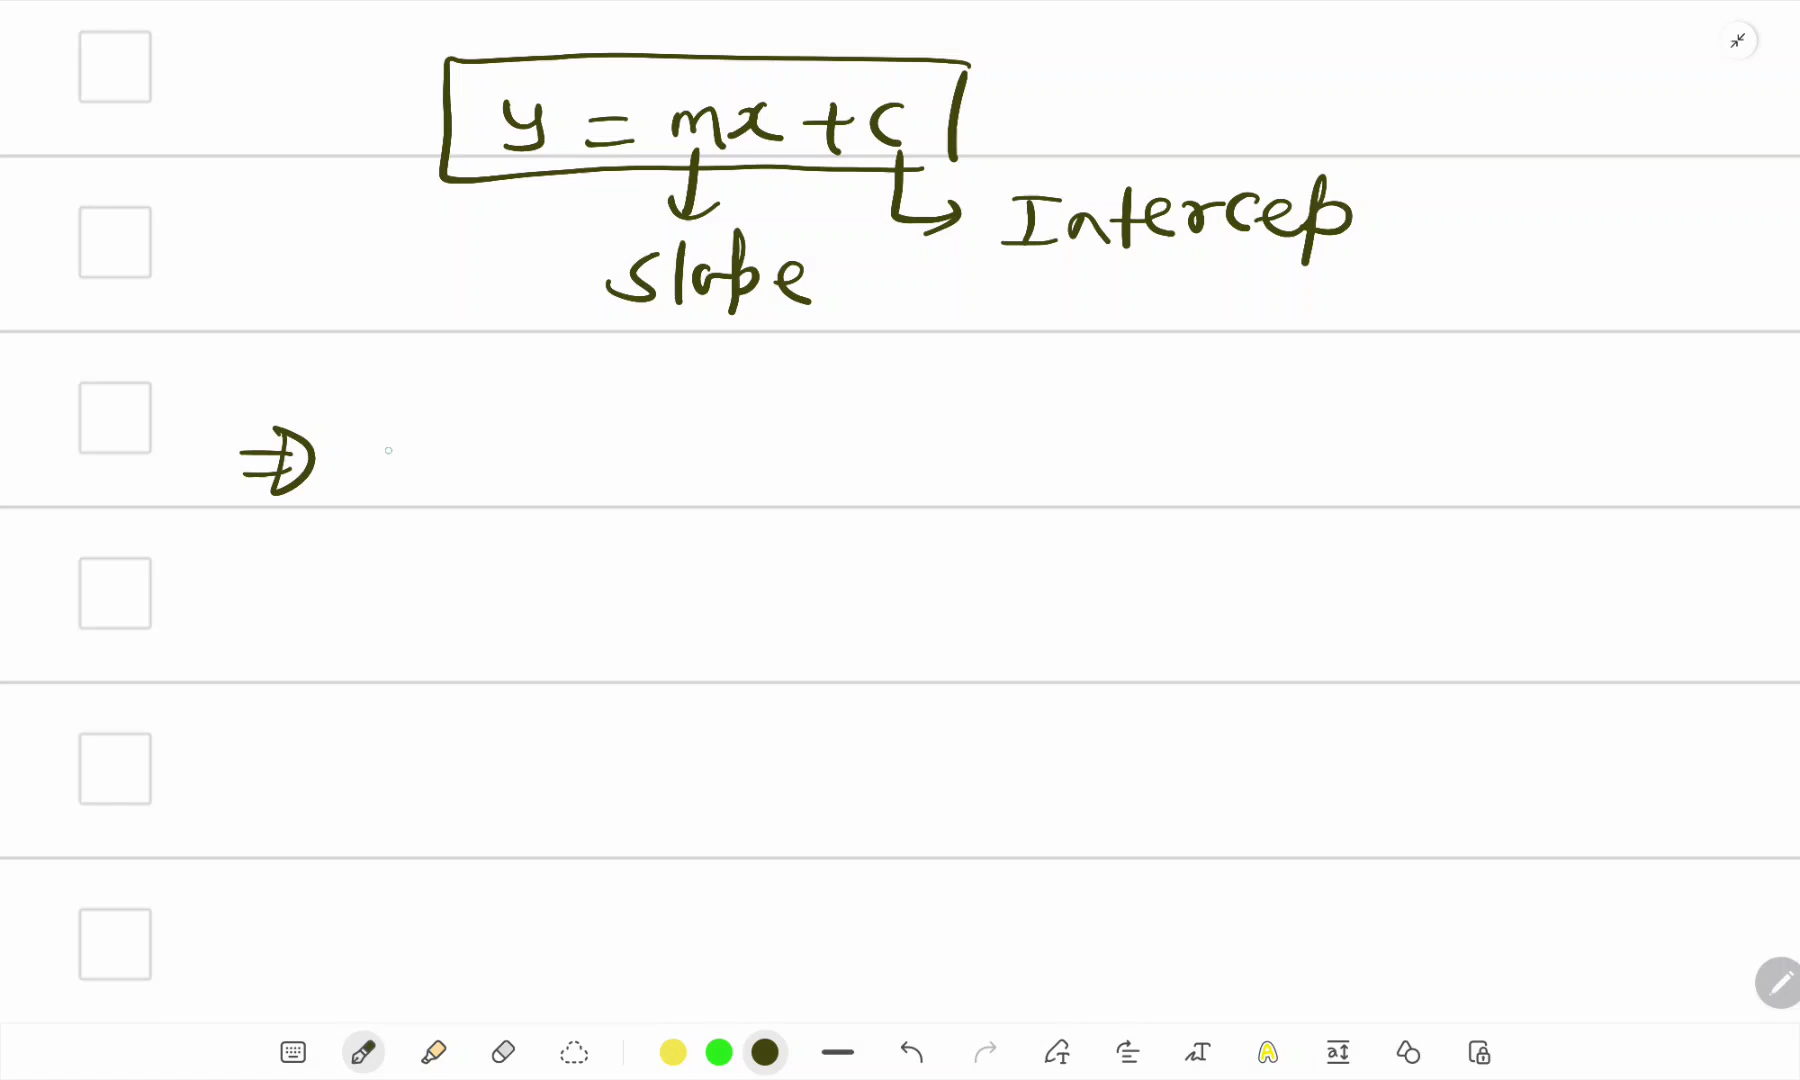 y = mx + c
Intercep
Slope
⇒